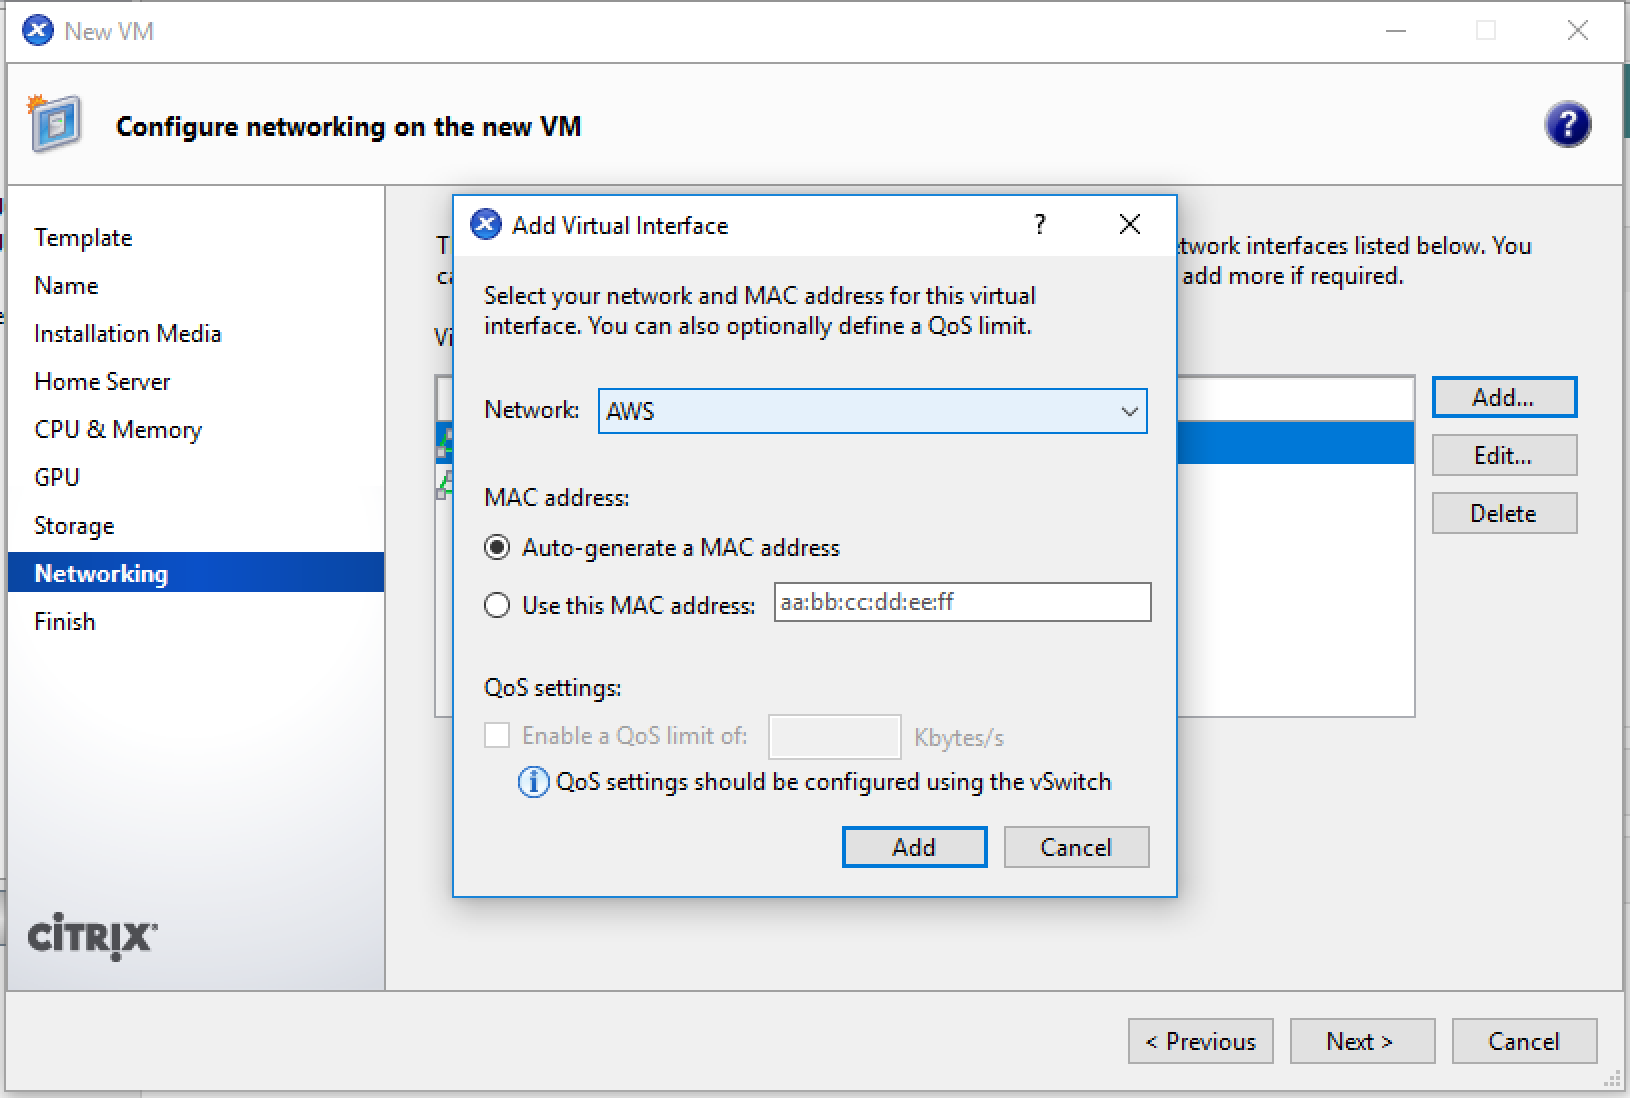 New VM
Configure networking on the new VM
?
Template
Name
Installation Media
Home Server
CPU & Memory
GPU
Storage
Networking
Finish
CITRIX
twork interfaces listed below. You
add more if required.
Add Virtual Interface
?
Select your network and MAC address for this virtual
interface. You can also optionally define a QoS limit.
Network: AWS
MAC address:
Auto-generate a MAC address
Use this MAC address: aa:bb:cc:dd:ee:ff
QoS settings:
Enable a QoS limit of: Kbytes/s
QoS settings should be configured using the vSwitch
Add Cancel
Add...
Edit...
Delete
< Previous Next > Cancel